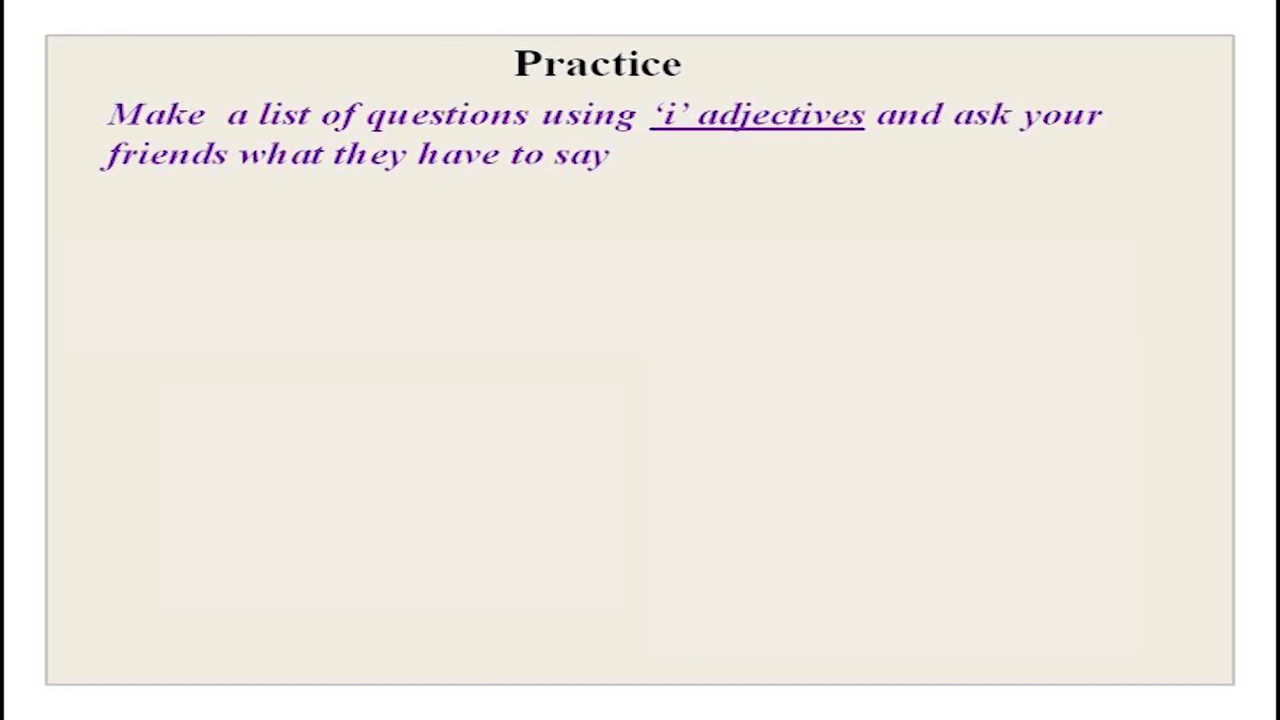 Practice
Make a list of questions using ‘i’ adjectives and ask your
friends what they have to say